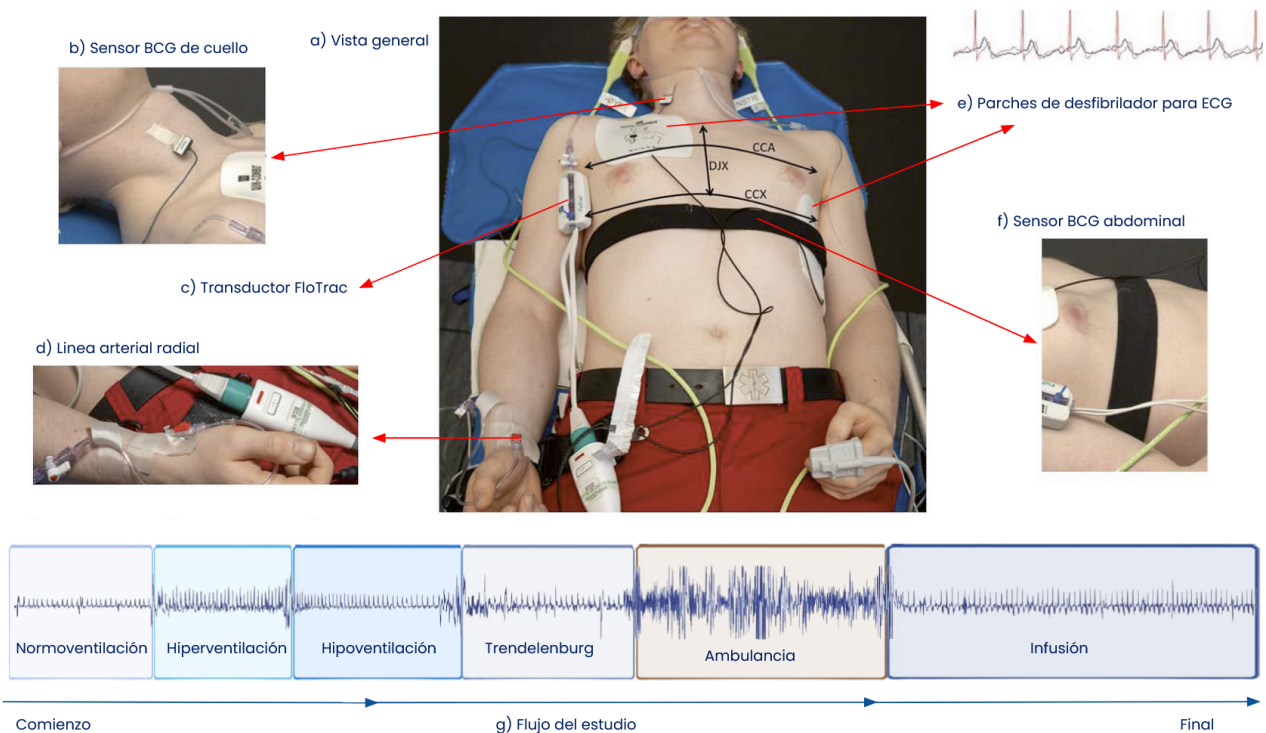 a) Vista general
b) Sensor BCG de cuello
e) Parches de desfibrilador para ECG
CCA
DJX
CCX
f) Sensor BCG abdominal
c) Transductor FloTrac
d) Linea arterial radial
Normoventilación
Hiperventilación
Hipoventilación
Trendelenburg
Ambulancia
Infusión
Comienzo
g) Flujo del estudio
Final